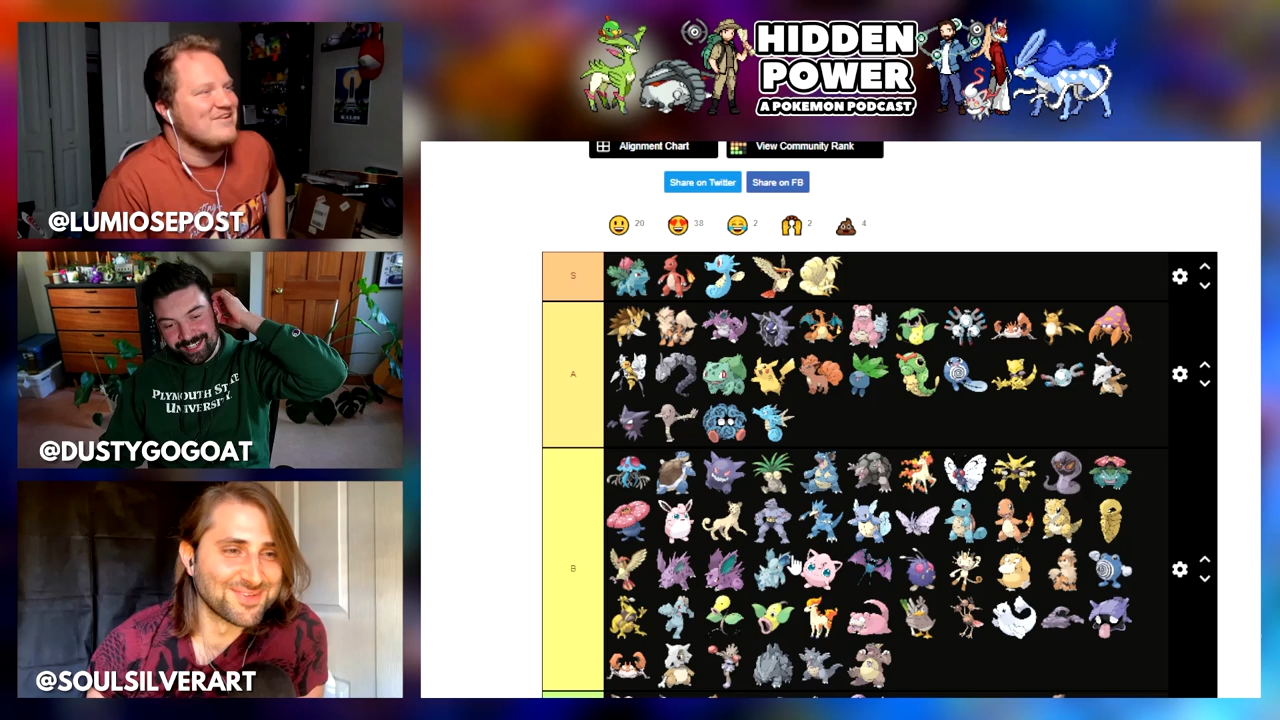 HIDDEN
POWER
A POKEMON PODCAST
Alignment Chart
View Community Rank
Share on Twitter
Share on FB
20
38
2
2
4
S
A
B
KALOS
@LUMIOSEPOST
PLYMOUTH STATE
UNIVERSITY
@DUSTYGOGOAT
@SOULSILVERART